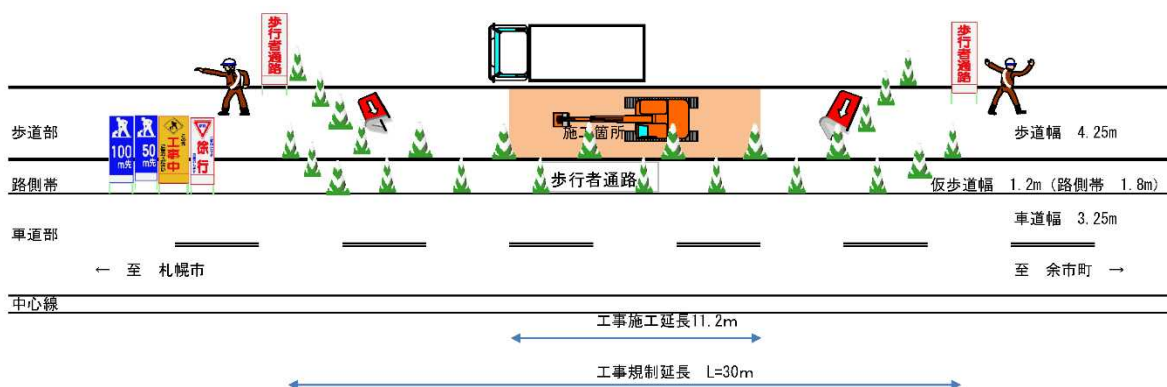 歩行者通路
歩行者通路
施工箇所
歩道部
歩道幅 4.25m
100
m先
50
m先
工事中
徐行
歩行者通路
路側帯
仮歩道幅 1.2m (路側帯 1.8m)
車道部
車道幅 3.25m
← 至 札幌市
至 余市町 →
中心線
工事施工延長11.2m
工事規制延長 L=30m